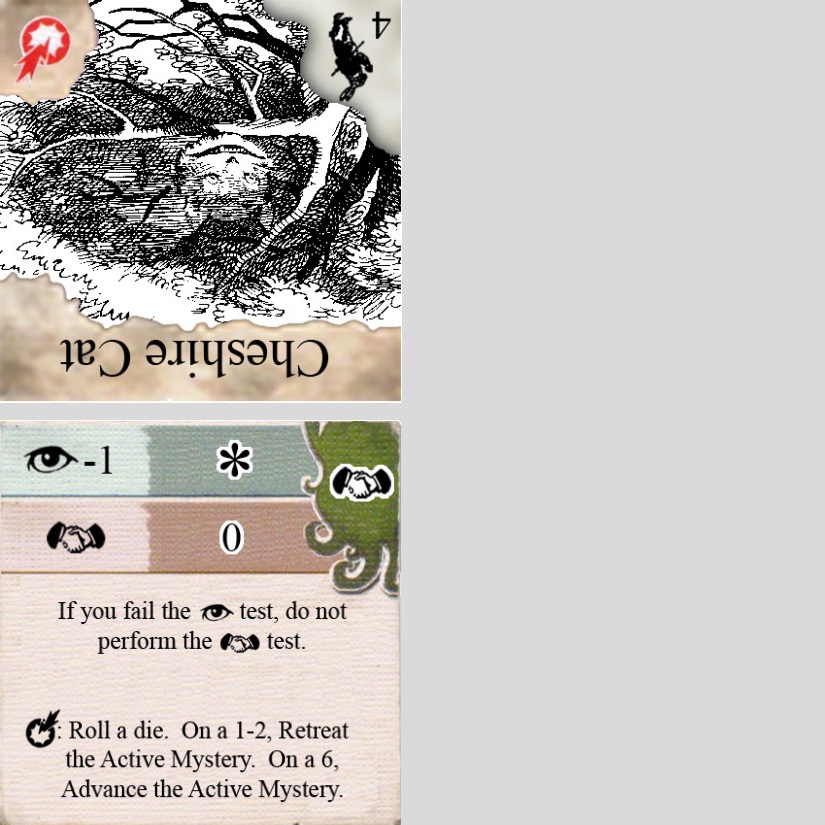 4
Cheshire Cat
-1 *
0
If you fail the test, do not
perform the test.
: Roll a die. On a 1-2, Retreat
the Active Mystery. On a 6,
Advance the Active Mystery.